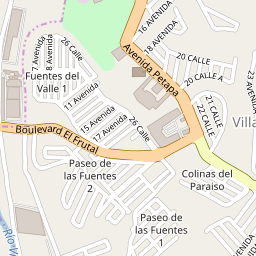 16 AVENIDA
18 AVENIDA
20 CALLE
20 CALLE A
21 CALLE
22 CALLE
Avenida Petapa
7 Avenida
8 Avenida
26 Calle
Fuentes del
Valle 1
11 Avenida
15 Avenida
17 Avenida
26 Calle
Villa
Boulevard El Frutal
Paseo de
las Fuentes
2
Colinas del
Paraiso
Paseo de
las Fuentes
1
29 AVENIDA